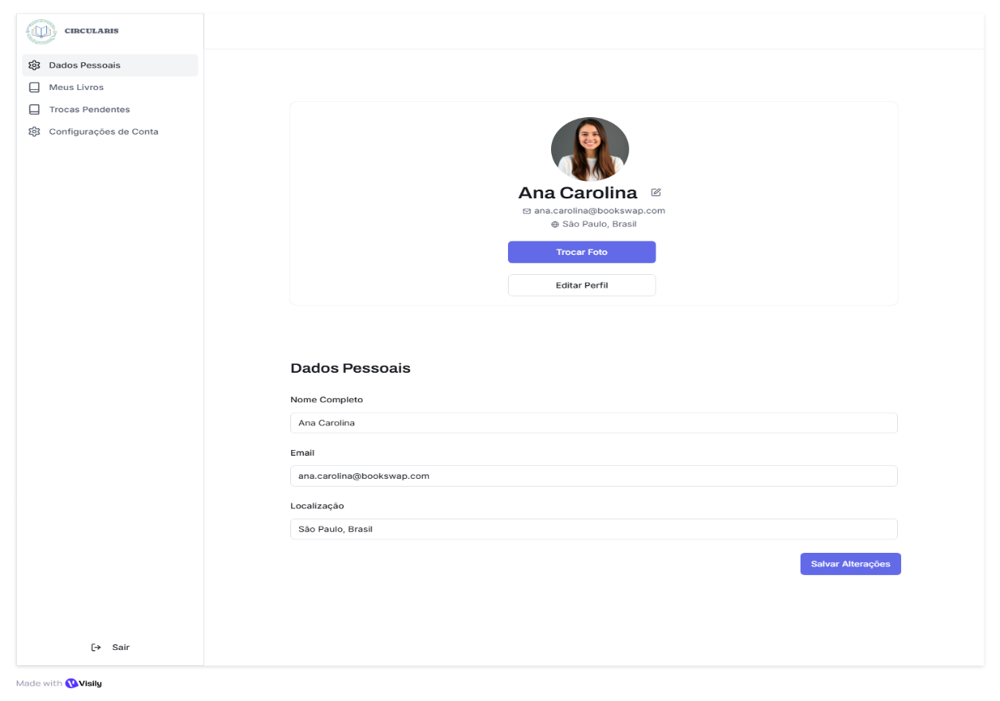 CIRCULARIS
Dados Pessoais
Meus Livros
Trocas Pendentes
Configurações de Conta
Sair
Ana Carolina
ana.carolina@bookswap.com
São Paulo, Brasil
Trocar Foto
Editar Perfil
Dados Pessoais
Nome Completo
Ana Carolina
Email
ana.carolina@bookswap.com
Localização
São Paulo, Brasil
Salvar Alterações
Made with Visily